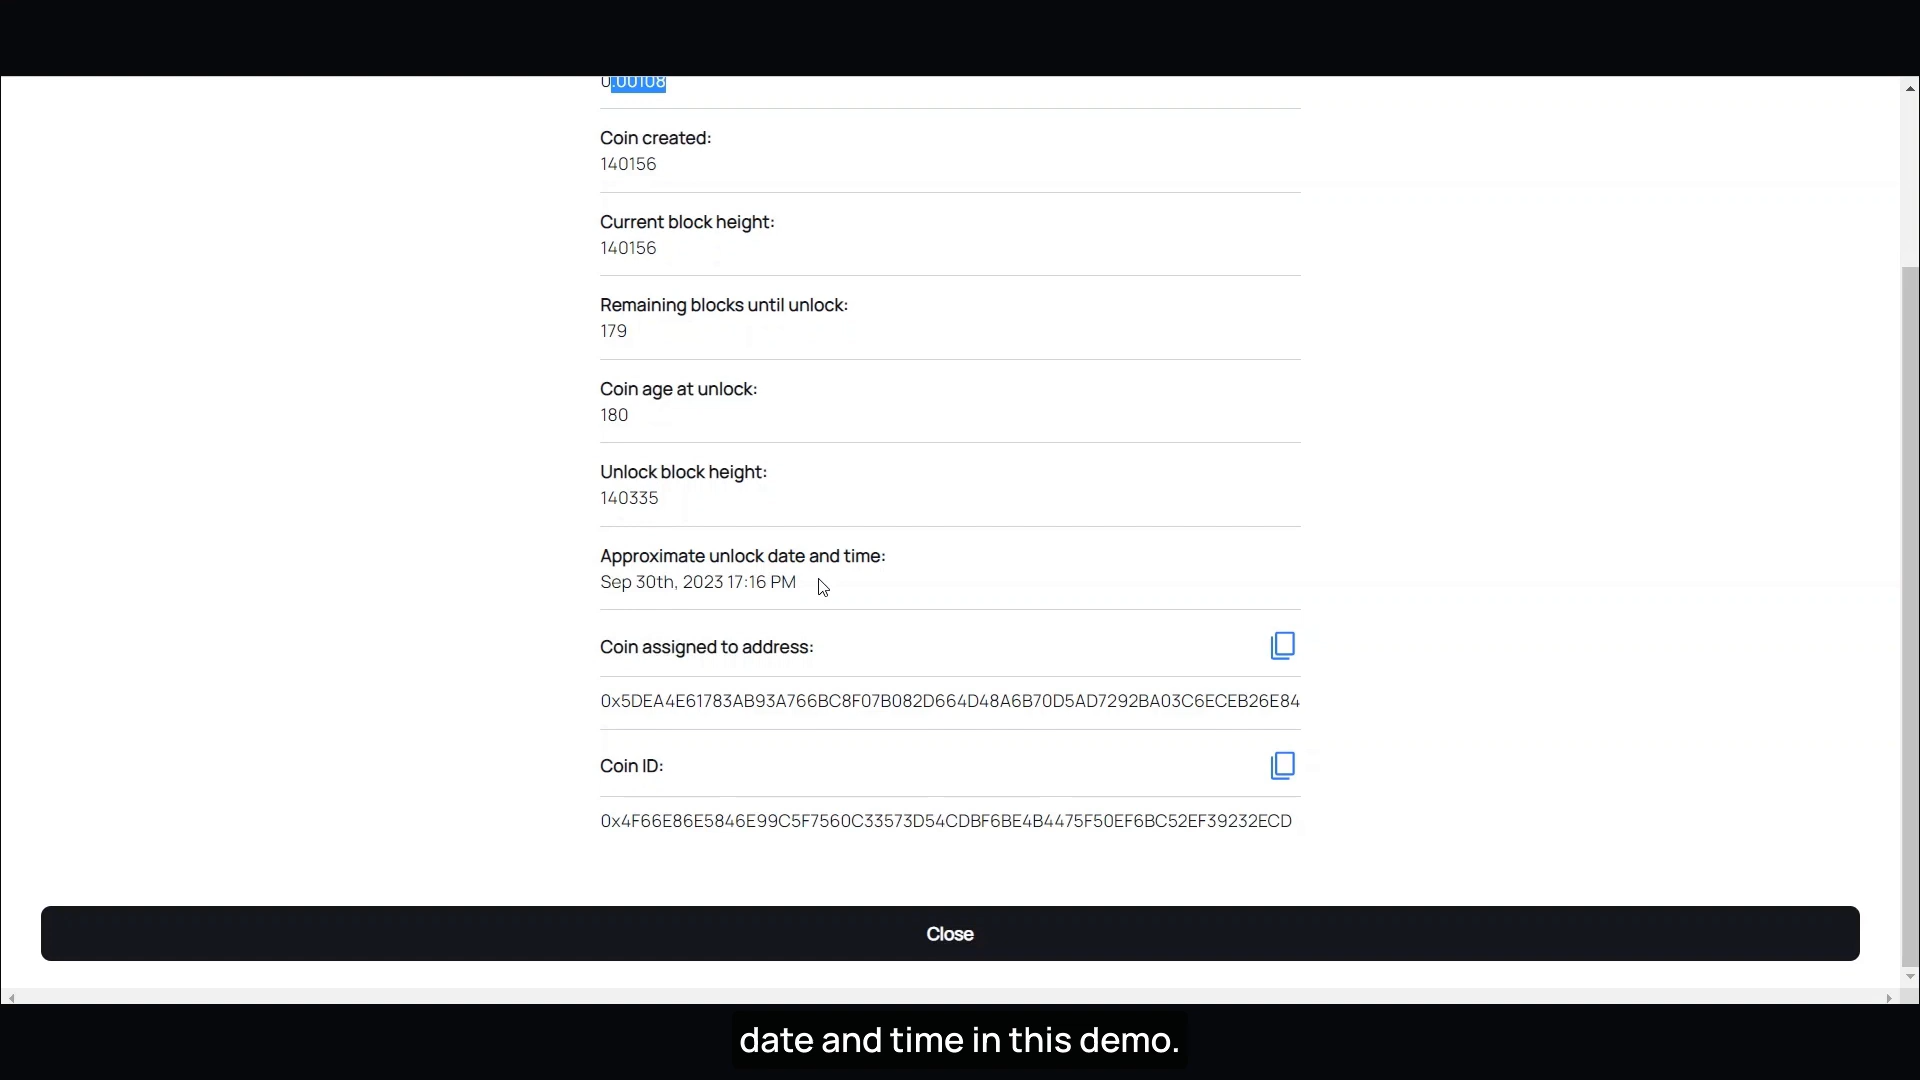 0.00108
Coin created:
140156
Current block height:
140156
Remaining blocks until unlock:
179
Coin age at unlock:
180
Unlock block height:
140335
Approximate unlock date and time:
Sep 30th, 2023 17:16 PM
Coin assigned to address:
0x5DEA4E61783AB93A766BC8F07B082D664D48A6B70D5AD7292BA03C6ECEB26E84
Coin ID:
0x4F66E86E5846E99C5F7560C33573D54CDBF6BE4B4475F50EF6BC52EF39232ECD
Close
date and time in this demo.